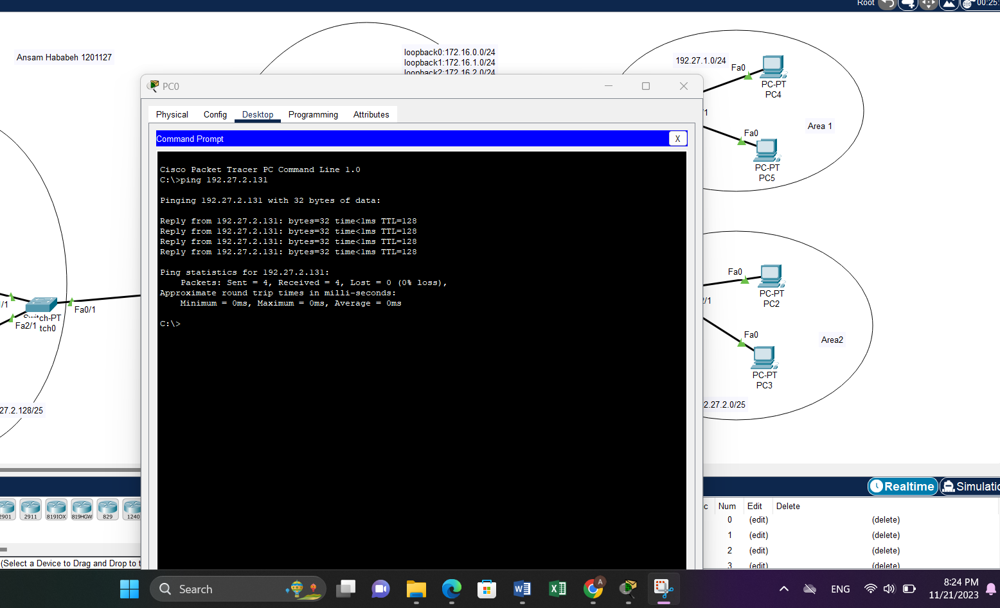 Root
00:25:
Ansam Hababeh 1201127
loopback0:172.16.0.0/24
loopback1:172.16.1.0/24
loopback2:172.16.2.0/24
192.27.1.0/24
Fa0
PC-PT
PC4
/1
Fa0
PC-PT
PC5
Area 1
PC0
Physical Config Desktop Programming Attributes
Command Prompt
X
Cisco Packet Tracer PC Command Line 1.0
C:\>ping 192.27.2.131
Pinging 192.27.2.131 with 32 bytes of data:
Reply from 192.27.2.131: bytes=32 time<1ms TTL=128
Reply from 192.27.2.131: bytes=32 time<1ms TTL=128
Reply from 192.27.2.131: bytes=32 time<1ms TTL=128
Reply from 192.27.2.131: bytes=32 time<1ms TTL=128
Ping statistics for 192.27.2.131:
Packets: Sent = 4, Received = 4, Lost = 0 (0% loss),
Approximate round trip times in milli-seconds:
Minimum = 0ms, Maximum = 0ms, Average = 0ms
C:\>
/1
Fa0/1
Fa2/1
tch-PT
tch0
27.2.128/25
Fa0
PC-PT
PC2
/1
Fa0
PC-PT
PC3
Area2
2.27.2.0/25
Realtime
Simulatio
2901 2911 819IOX 819HGW 829 1240
c Num Edit Delete
0 (edit) (delete)
1 (edit) (delete)
2 (edit) (delete)
3 (edit) (delete)
(Select a Device to Drag and Drop to t
Search
ENG
8:24 PM
11/21/2023